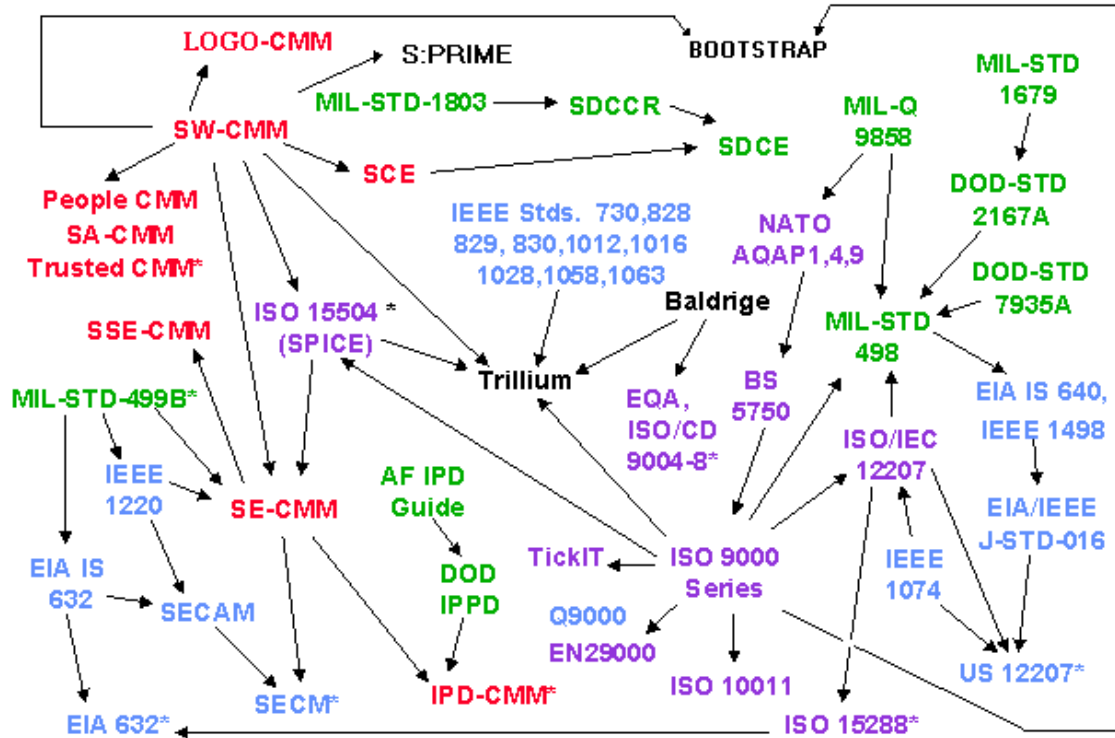 LOGO-CMM
S:PRIME
BOOTSTRAP
MIL-STD
1679
MIL-STD-1803
SDCCR
MIL-Q
9858
SW-CMM
SCE
SDCE
People CMM
SA-CMM
Trusted CMM*
IEEE Stds. 730,828
829, 830,1012,1016
1028,1058,1063
NATO
AQAP1,4,9
DOD-STD
2167A
DOD-STD
7935A
ISO 15504 *
(SPICE)
Baldrige
MIL-STD
498
SSE-CMM
Trillium
MIL-STD-499B*
EQA,
ISO/CD
9004-8*
BS
5750
EIA IS 640,
IEEE 1498
ISO/IEC
12207
IEEE
1220
SE-CMM
AF IPD
Guide
EIA/IEEE
J-STD-016
TickIT
ISO 9000
Series
IEEE
1074
EIA IS
632
SECAM
DOD
IPPD
Q9000
EN29000
US 12207*
ISO 10011
SECM*
IPD-CMM*
EIA 632*
ISO 15288*